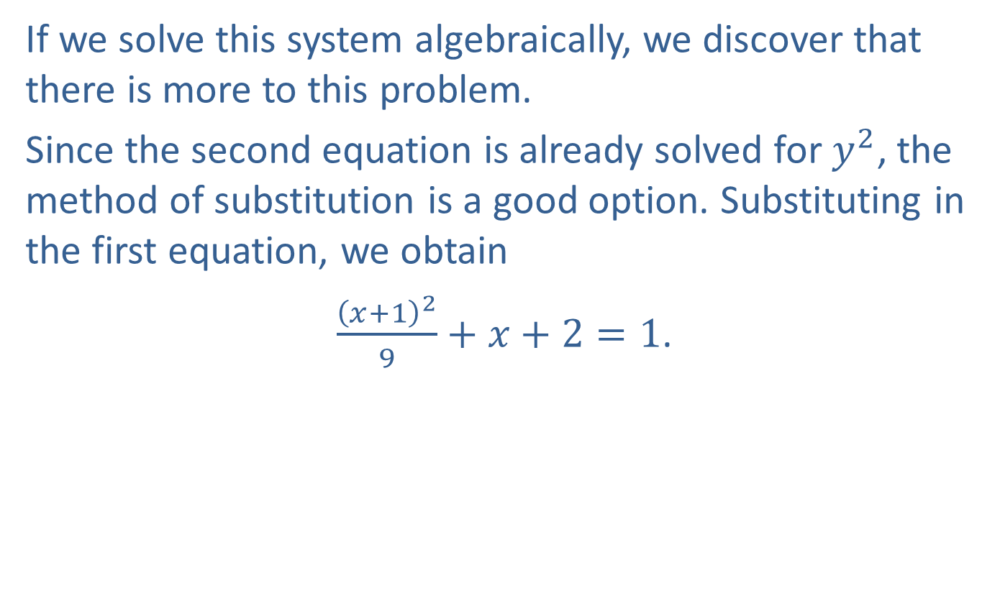 If we solve this system algebraically, we discover that
there is more to this problem.
Since the second equation is already solved for y², the
method of substitution is a good option. Substituting in
the first equation, we obtain
(x+1)²/9 + x + 2 = 1.